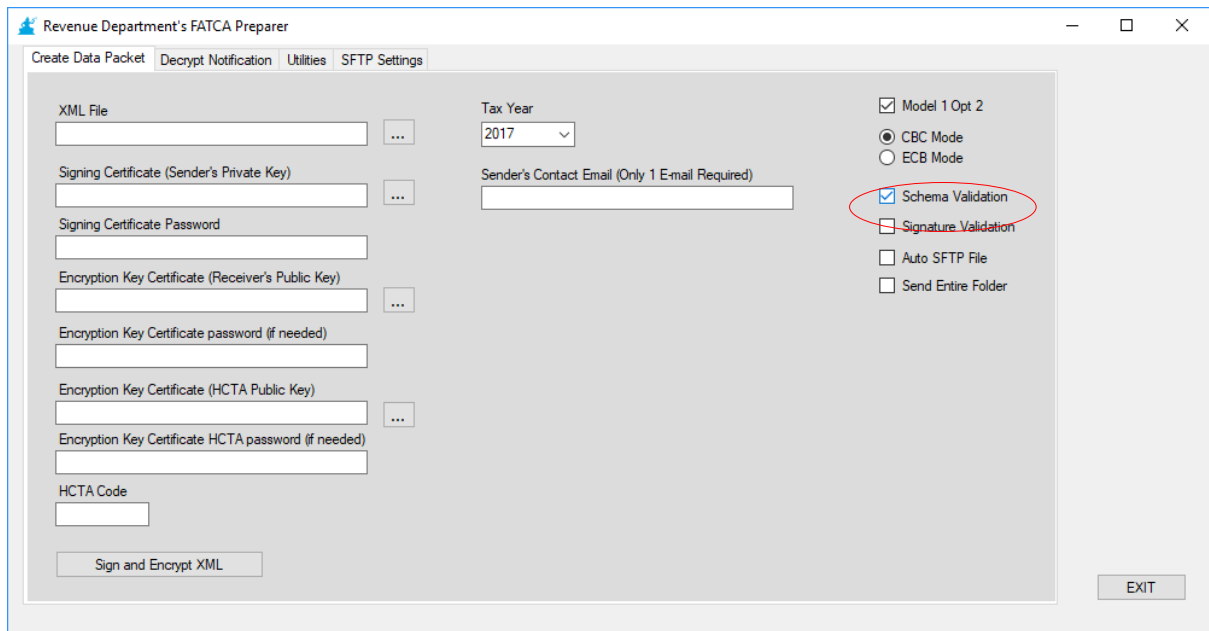 Revenue Department's FATCA Preparer
Create Data Packet
Decrypt Notification
Utilities
SFTP Settings
XML File
...
Signing Certificate (Sender's Private Key)
...
Signing Certificate Password
Encryption Key Certificate (Receiver's Public Key)
...
Encryption Key Certificate password (if needed)
Encryption Key Certificate (HCTA Public Key)
...
Encryption Key Certificate HCTA password (if needed)
HCTA Code
Sign and Encrypt XML
Tax Year
2017
Sender's Contact Email (Only 1 E-mail Required)
Model 1 Opt 2
CBC Mode
ECB Mode
Schema Validation
Signature Validation
Auto SFTP File
Send Entire Folder
EXIT